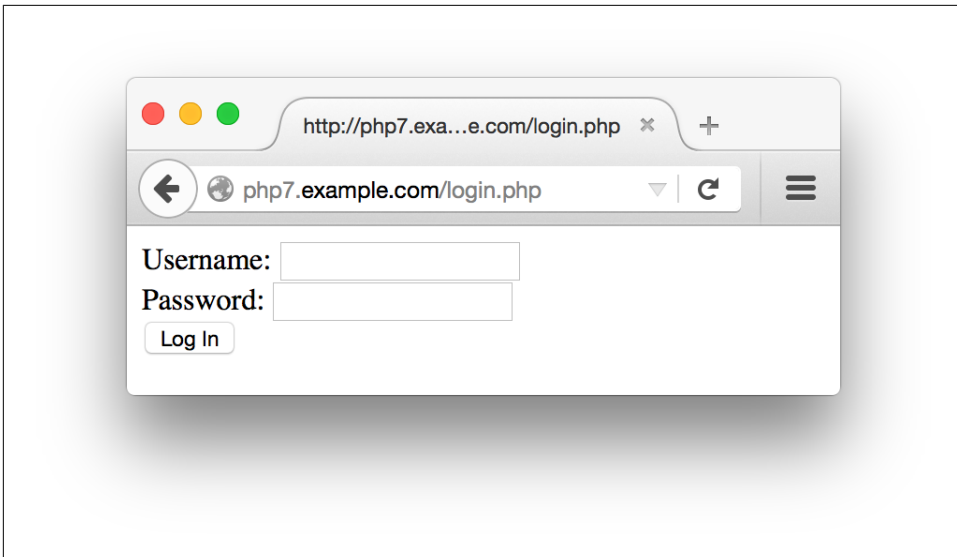 http://php7.exa…e.com/login.php
php7.example.com/login.php
Username:
Password:
Log In